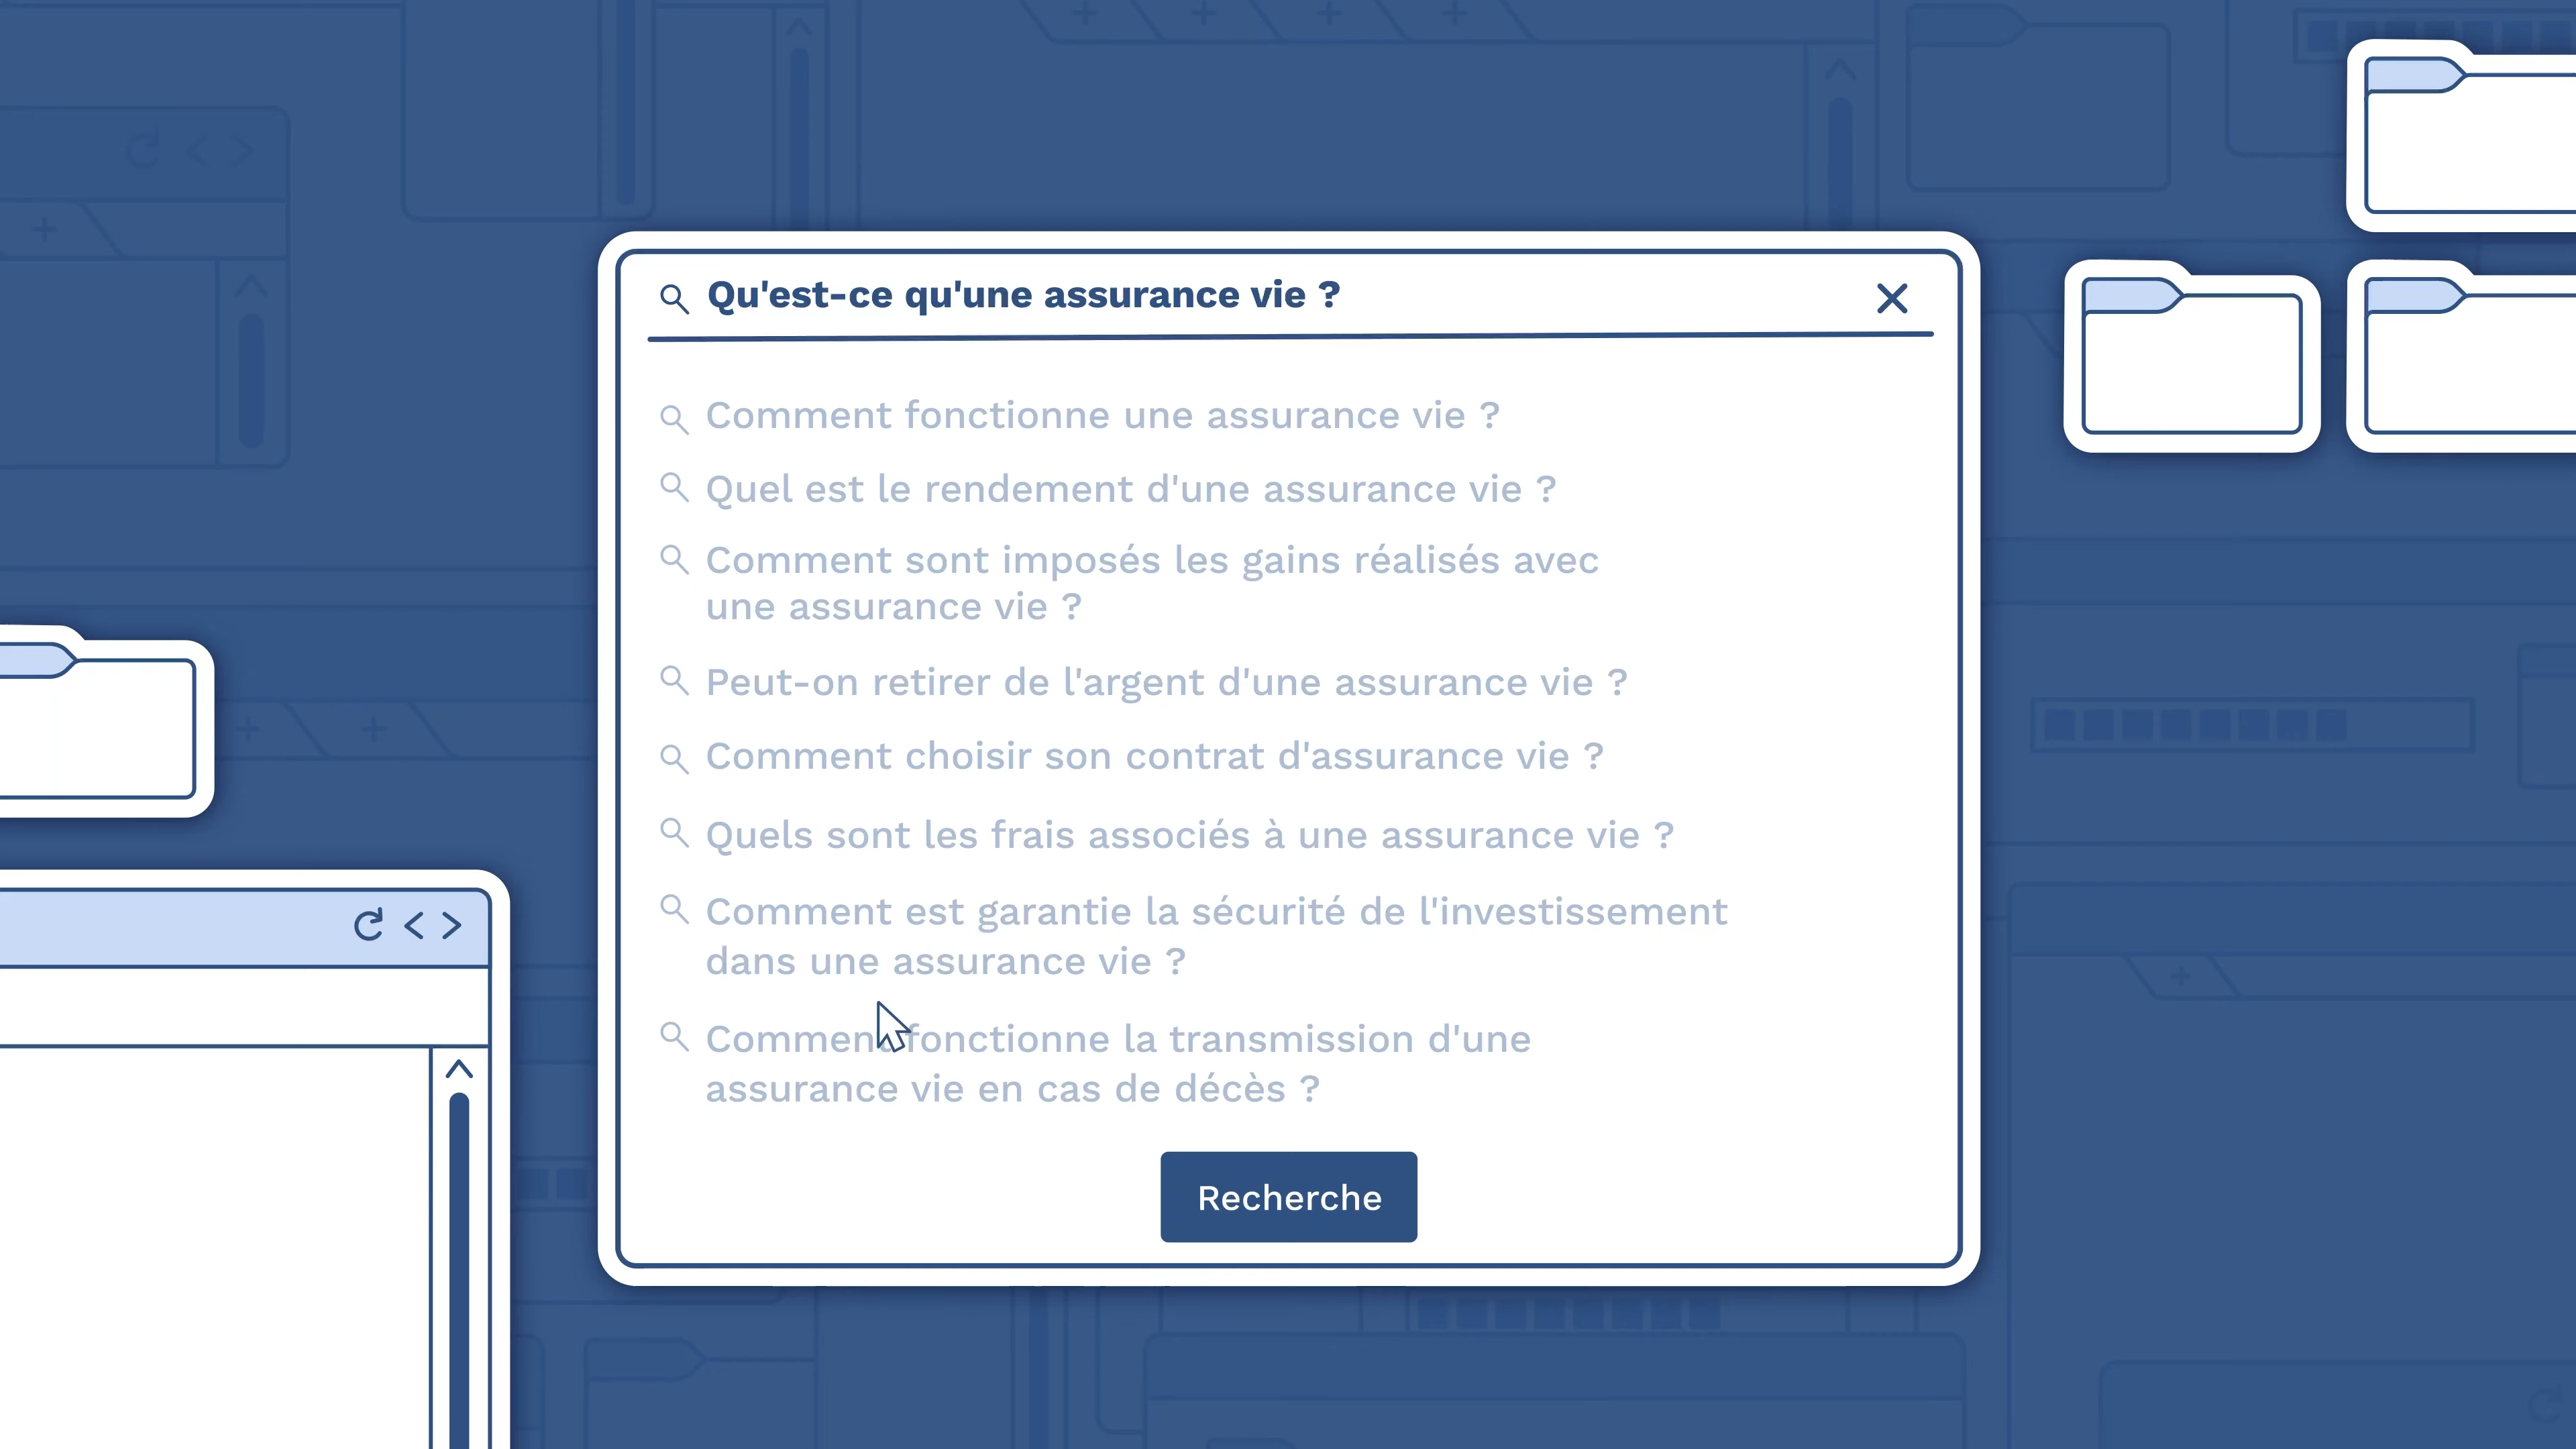 Qu'est-ce qu'une assurance vie ?
Comment fonctionne une assurance vie ?
Quel est le rendement d'une assurance vie ?
Comment sont imposés les gains réalisés avec
une assurance vie ?
Peut-on retirer de l'argent d'une assurance vie ?
Comment choisir son contrat d'assurance vie ?
Quels sont les frais associés à une assurance vie ?
Comment est garantie la sécurité de l'investissement
dans une assurance vie ?
Comment fonctionne la transmission d'une
assurance vie en cas de décès ?
Recherche